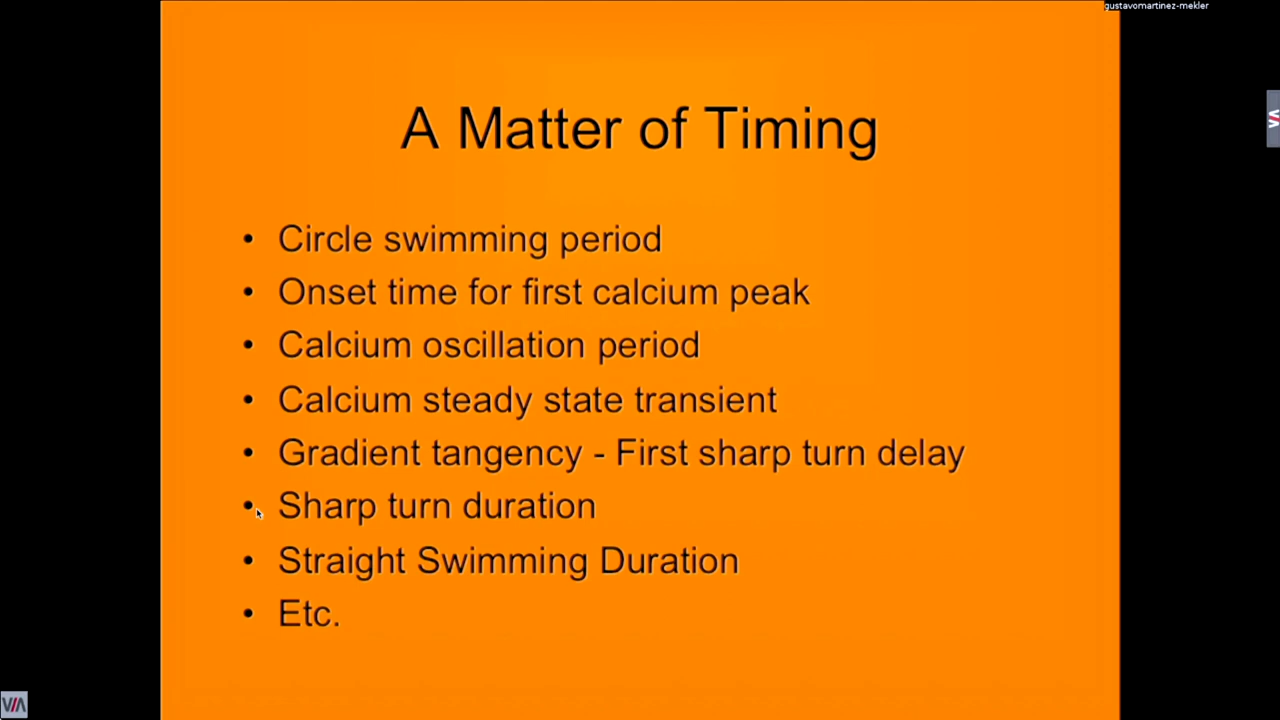 gustavomartinez-mekler
A Matter of Timing
• Circle swimming period
• Onset time for first calcium peak
• Calcium oscillation period
• Calcium steady state transient
• Gradient tangency - First sharp turn delay
• Sharp turn duration
• Straight Swimming Duration
• Etc.
VIA